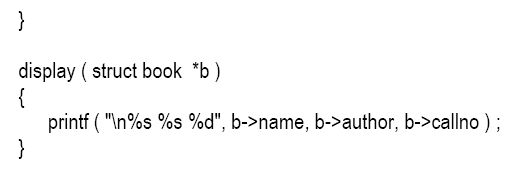 }
display ( struct book  *b )
{
printf ( "\n%s %s %d", b->name, b->author, b->callno ) ;
}